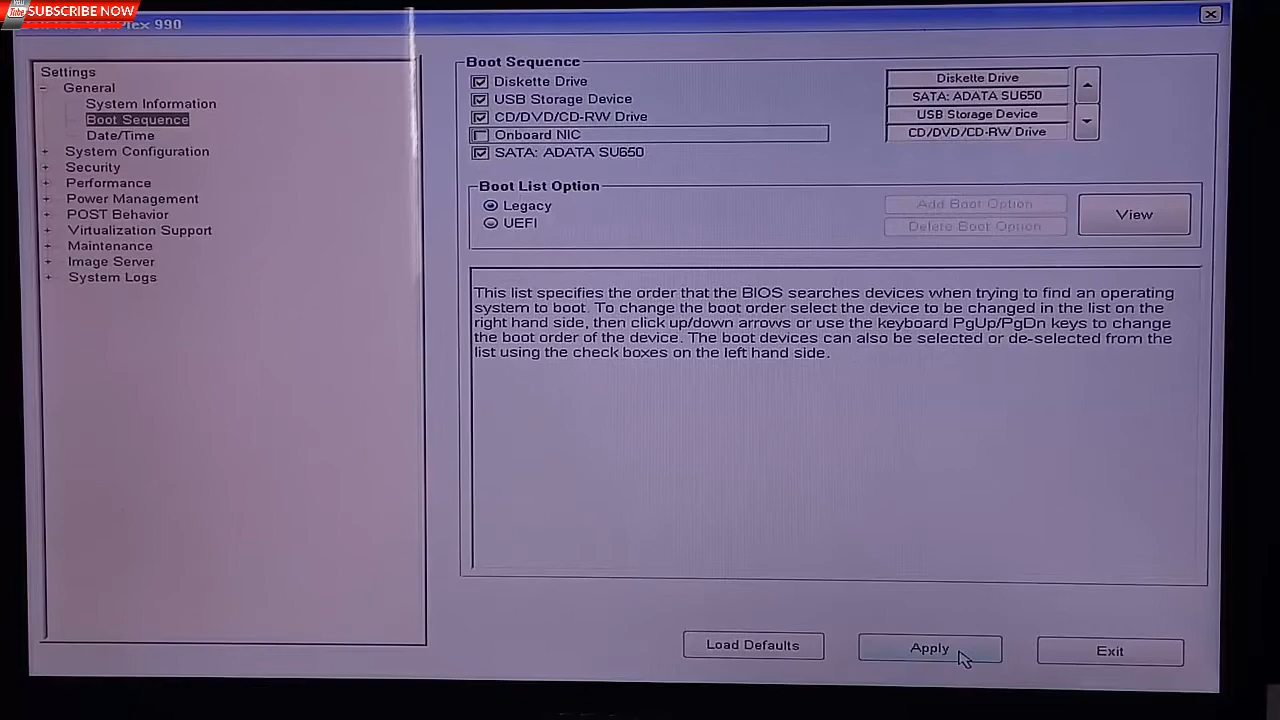 You
Tube
SUBSCRIBE NOW
990
Settings
General
System Information
Boot Sequence
Date/Time
System Configuration
Security
Performance
Power Management
POST Behavior
Virtualization Support
Maintenance
Image Server
System Logs
Boot Sequence
Diskette Drive
USB Storage Device
CD/DVD/CD-RW Drive
Onboard NIC
SATA: ADATA SU650
Diskette Drive
SATA: ADATA SU650
USB Storage Device
CD/DVD/CD-RW Drive
Boot List Option
Legacy
UEFI
Add Boot Option
Delete Boot Option
View
This list specifies the order that the BIOS searches devices when trying to find an operating
system to boot. To change the boot order select the device to be changed in the list on the
right hand side, then click up/down arrows or use the keyboard PgUp/PgDn keys to change
the boot order of the device. The boot devices can also be selected or de-selected from the
list using the check boxes on the left hand side.
Load Defaults
Apply
Exit